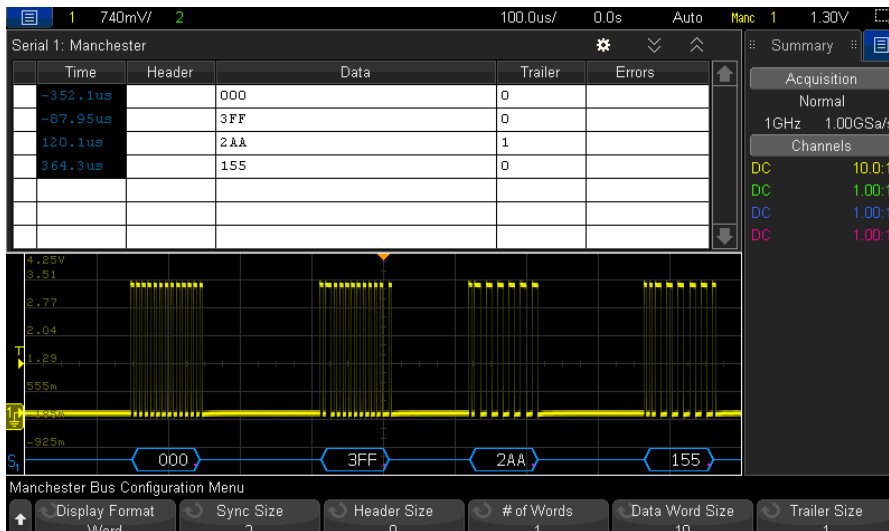 1 740mV/ 2 100.0us/ 0.0s Auto Manc 1 1.30V
Serial 1: Manchester
Summary
Time Header Data Trailer Errors
-352.1us 000 0
-87.95us 3FF 0
120.1us 2AA 1
364.3us 155 0
Acquisition
Normal
1GHz 1.00GSa/s
Channels
DC 10.0:1
DC 1.00:1
DC 1.00:1
DC 1.00:1
4.25V
3.51
2.77
2.04
T
1.29
555m
1
-185m
-925m
S1 000 3FF 2AA 155
Manchester Bus Configuration Menu
Display Format Sync Size Header Size # of Words Data Word Size Trailer Size
Word 2 0 1 10 1